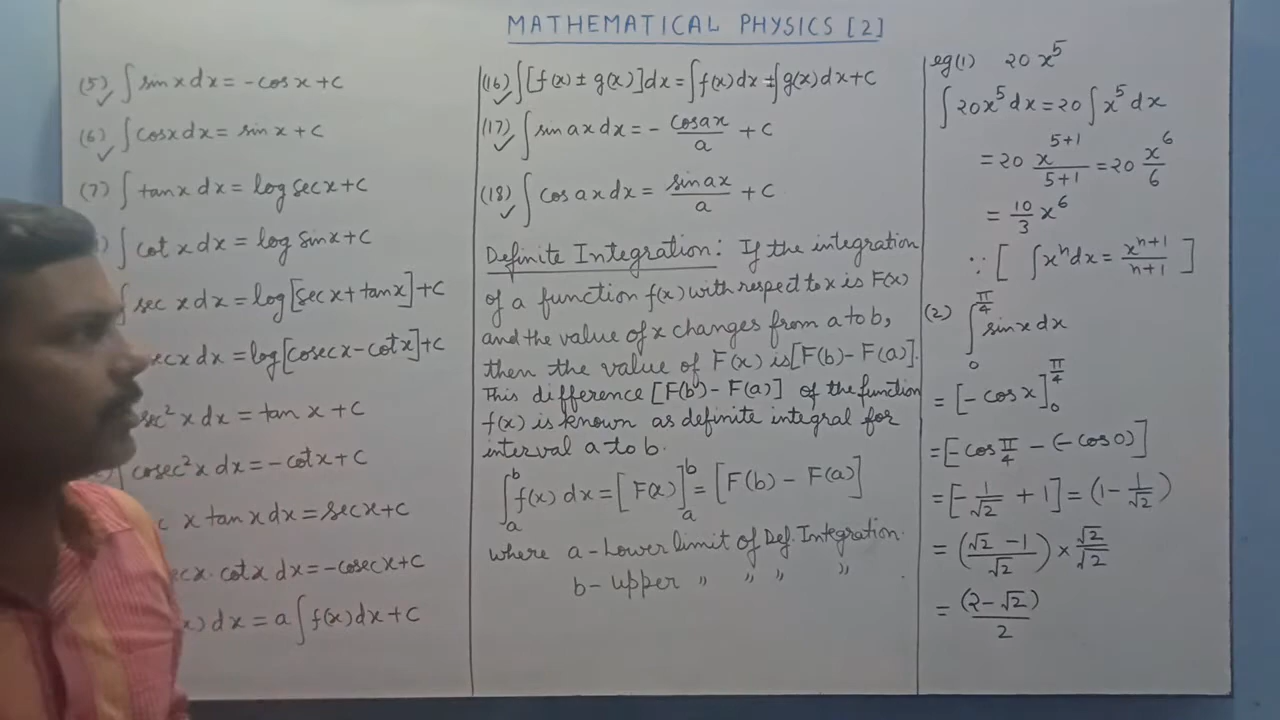 MATHEMATICAL PHYSICS [2]
(5) ∫ sin x dx = - cos x + c
(6) ∫ cos x dx = sin x + c
(7) ∫ tan x dx = log sec x + c
) ∫ cot x dx = log sin x + c
∫ sec x dx = log [sec x + tan x] + c
ecx dx = log [cosec x - cot x] + c
sec² x dx = tan x + c
∫ cosec² x dx = - cot x + c
c x tan x dx = sec x + c
ecx. cot x dx = - cosec x + c
x) dx = a ∫ f(x) dx + c
(16) ∫ [f(x) ± g(x)] dx = ∫ f(x) dx ± ∫ g(x) dx + c
(17) ∫ sin ax dx = - cos ax / a + c
(18) ∫ cos ax dx = sin ax / a + c
Definite Integration: If the integration
of a function f(x) with respect to x is F(x)
and the value of x changes from a to b,
then the value of F(x) is [F(b) - F(a)].
This difference [F(b) - F(a)] of the function
f(x) is known as definite integral for
interval a to b.
∫_a^b f(x) dx = [F(x)]_a^b = [F(b) - F(a)]
where a - Lower limit of Def. Integration.
b - upper " " " "
eg (1) 20 x⁵
∫ 20x⁵ dx = 20 ∫ x⁵ dx
= 20 x^(5+1) / 5+1 = 20 x⁶ / 6
= 10/3 x⁶
∵ [ ∫ xⁿ dx = x^(n+1) / n+1 ]
(2) ∫_0^(π/4) sin x dx
= [- cos x]_0^(π/4)
= [- cos π/4 - (- cos 0)]
= [- 1/√2 + 1] = (1 - 1/√2)
= (√2 - 1 / √2) × √2/√2
= (2 - √2) / 2